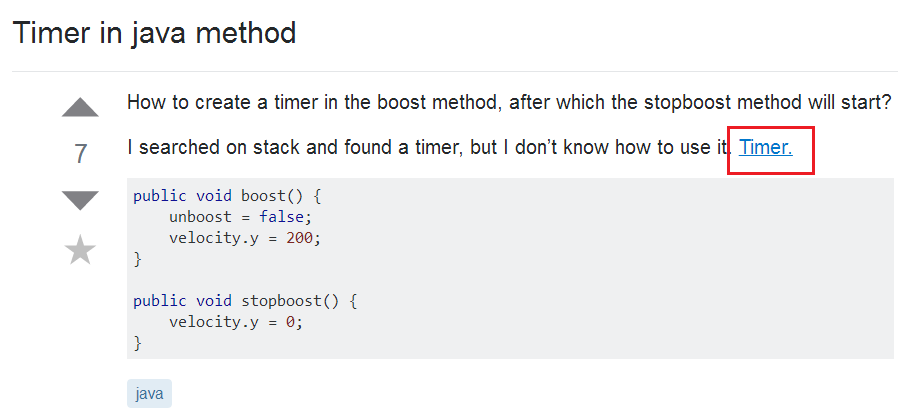 Timer in java method
How to create a timer in the boost method, after which the stopboost method will start?
7
I searched on stack and found a timer, but I don’t know how to use it. Timer.
public void boost() {
    unboost = false;
    velocity.y = 200;
}
public void stopboost() {
    velocity.y = 0;
}
java